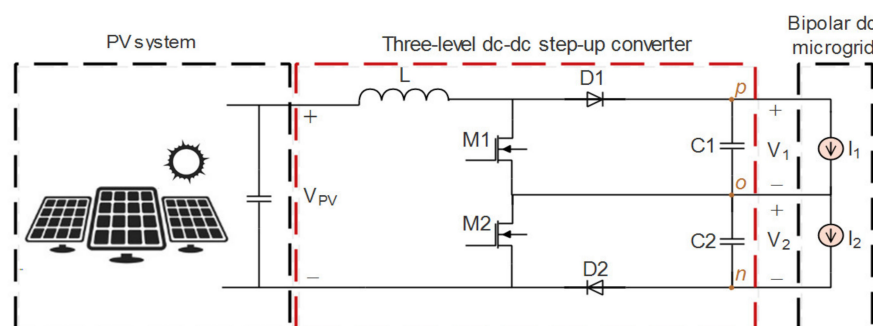 PV system
Three-level dc-dc step-up converter
Bipolar dc
microgrid
L
D1
p
+
+
M1
C1
V1
I1
VPV
o
−
+
M2
C2
V2
I2
D2
n
−
−